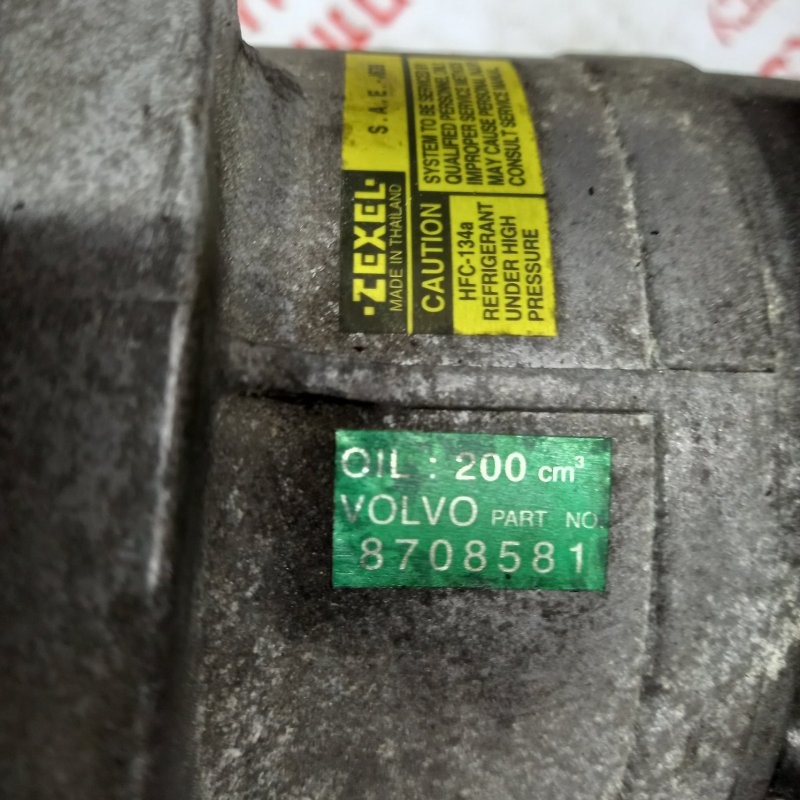 ·ZEXEL·
MADE IN THAILAND
S. A. E.
CAUTION
SYSTEM TO BE SERVICED BY
QUALIFIED PERSONNEL ONLY.
IMPROPER SERVICE METHODS
MAY CAUSE PERSONAL INJURY.
CONSULT SERVICE MANUAL
HFC-134a
REFRIGERANT
UNDER HIGH
PRESSURE
OIL : 200 cm³
VOLVO PART NO.
8708581